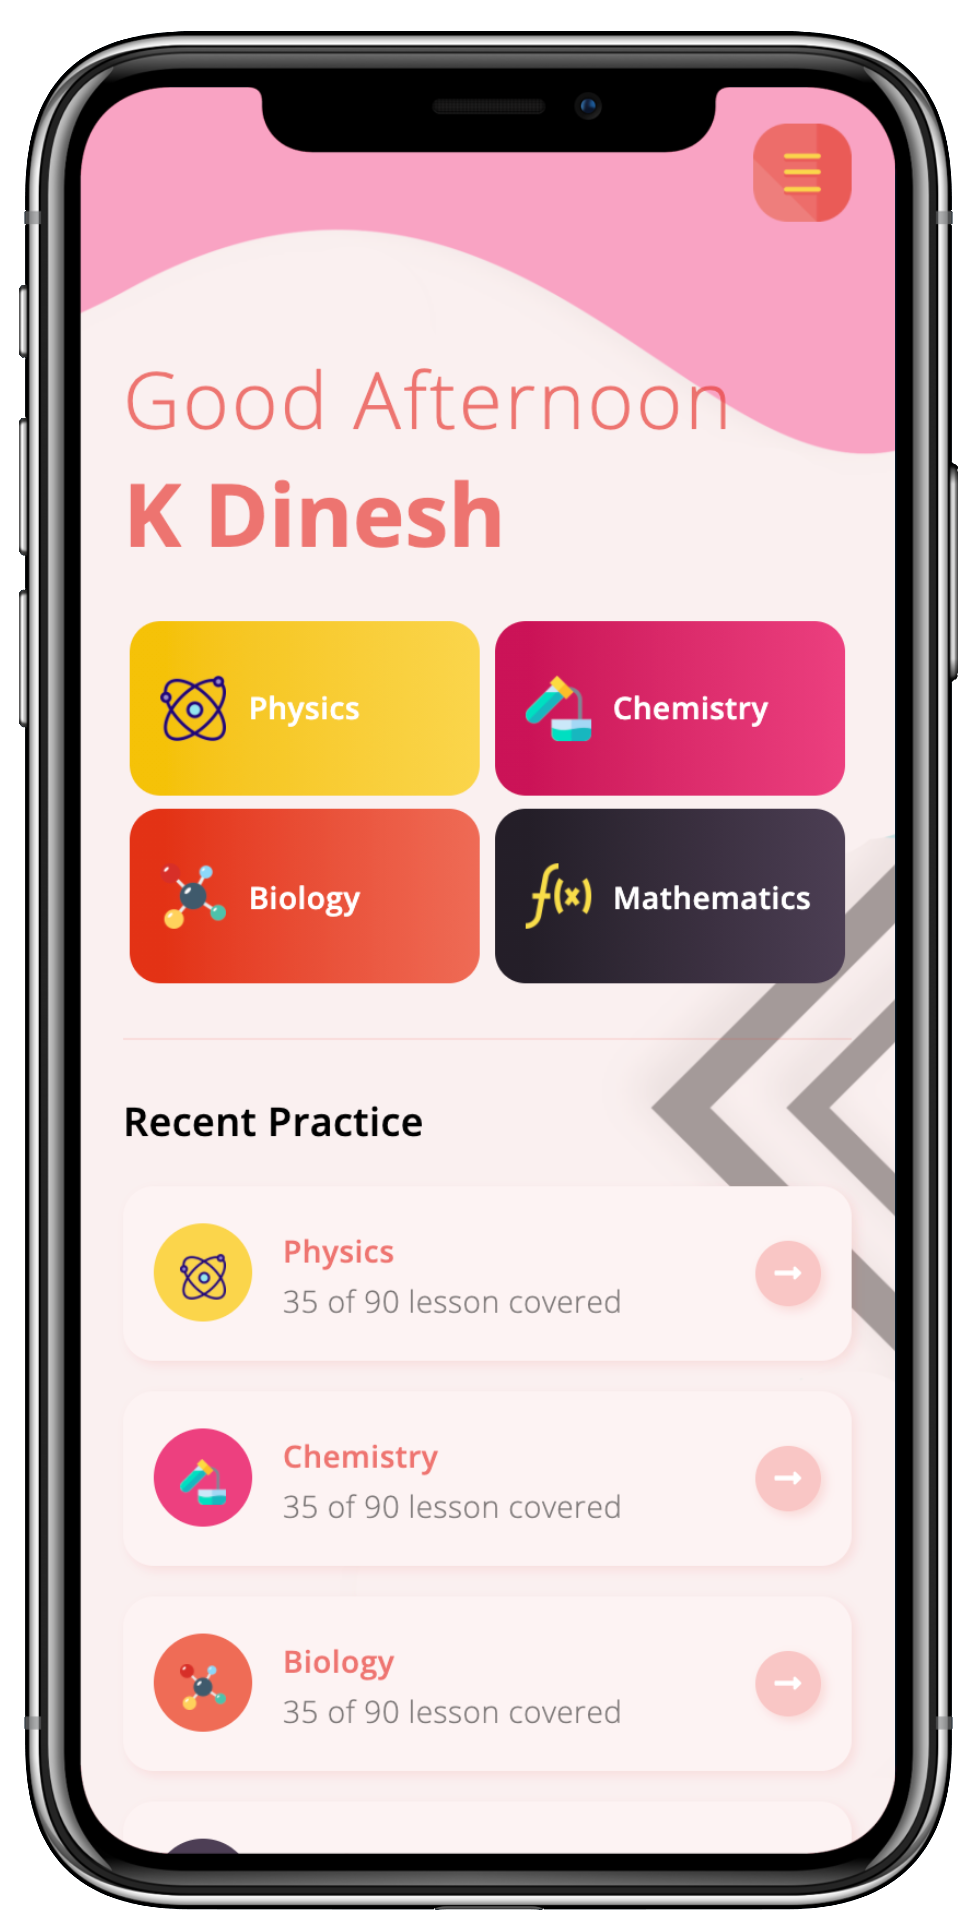 Good Afternoon
K Dinesh
Physics
Chemistry
Biology
f(x) Mathematics
Recent Practice
Physics
35 of 90 lesson covered
Chemistry
35 of 90 lesson covered
Biology
35 of 90 lesson covered